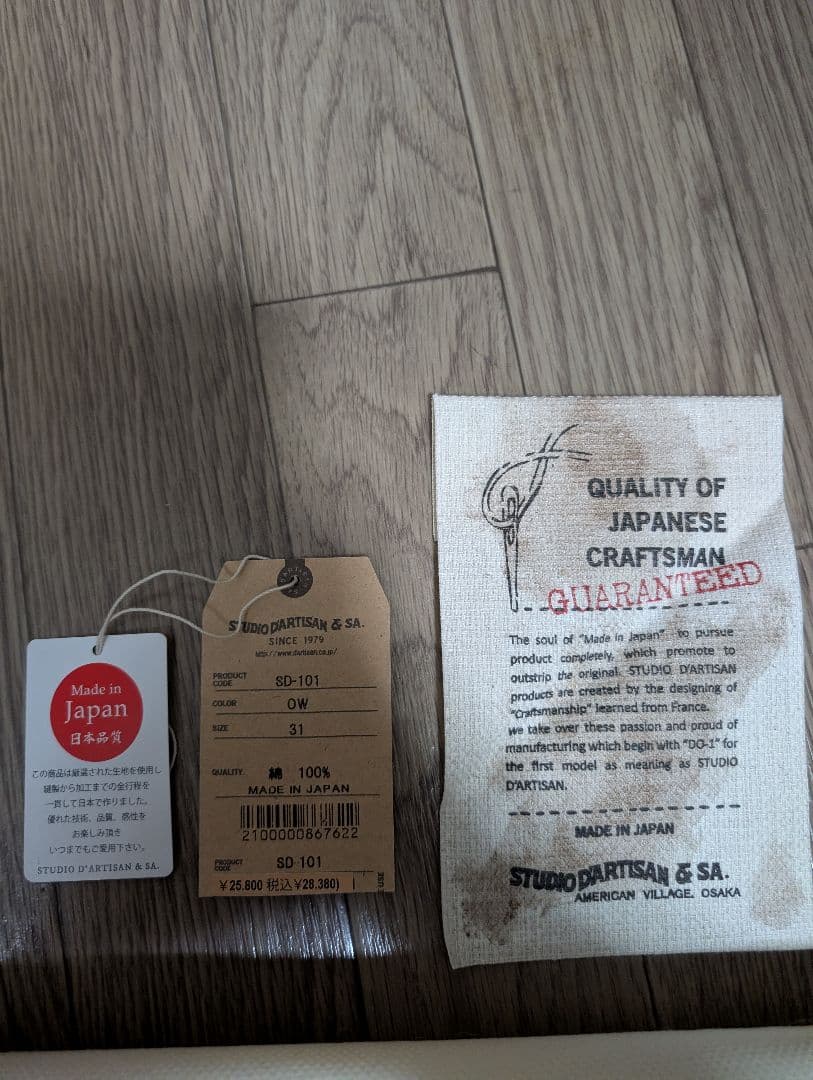 Made in
Japan
日本品質
この商品は厳選された生地を使用し
縫製から加工までの全行程を
一貫して日本で作りました。
優れた技術、品質、感性を
お楽しみ頂き
いつまでもご愛用下さい。
STUDIO D'ARTISAN & SA.
STUDIO D'ARTISAN & SA.
SINCE 1979
http://www.dartisan.co.jp/
PRODUCT CODE SD-101
COLOR OW
SIZE 31
QUALITY. 綿 100%
MADE IN JAPAN
2100000867622
PRODUCT CODE SD 101
¥25.800 税込¥28.380)
QUALITY OF
JAPANESE
CRAFTSMAN
GUARANTEED
The soul of "Made in Japan" to pursue
product completely, which promote to
outstrip the original. STUDIO D'ARTISAN
products are created by the designing of
"Craftsmanship" learned from France.
we take over these passion and proud of
manufacturing which begin with "DO-1" for
the first model as meaning as STUDIO
D'ARTISAN.
MADE IN JAPAN
STUDIO D'ARTISAN & SA.
AMERICAN VILLAGE. OSAKA